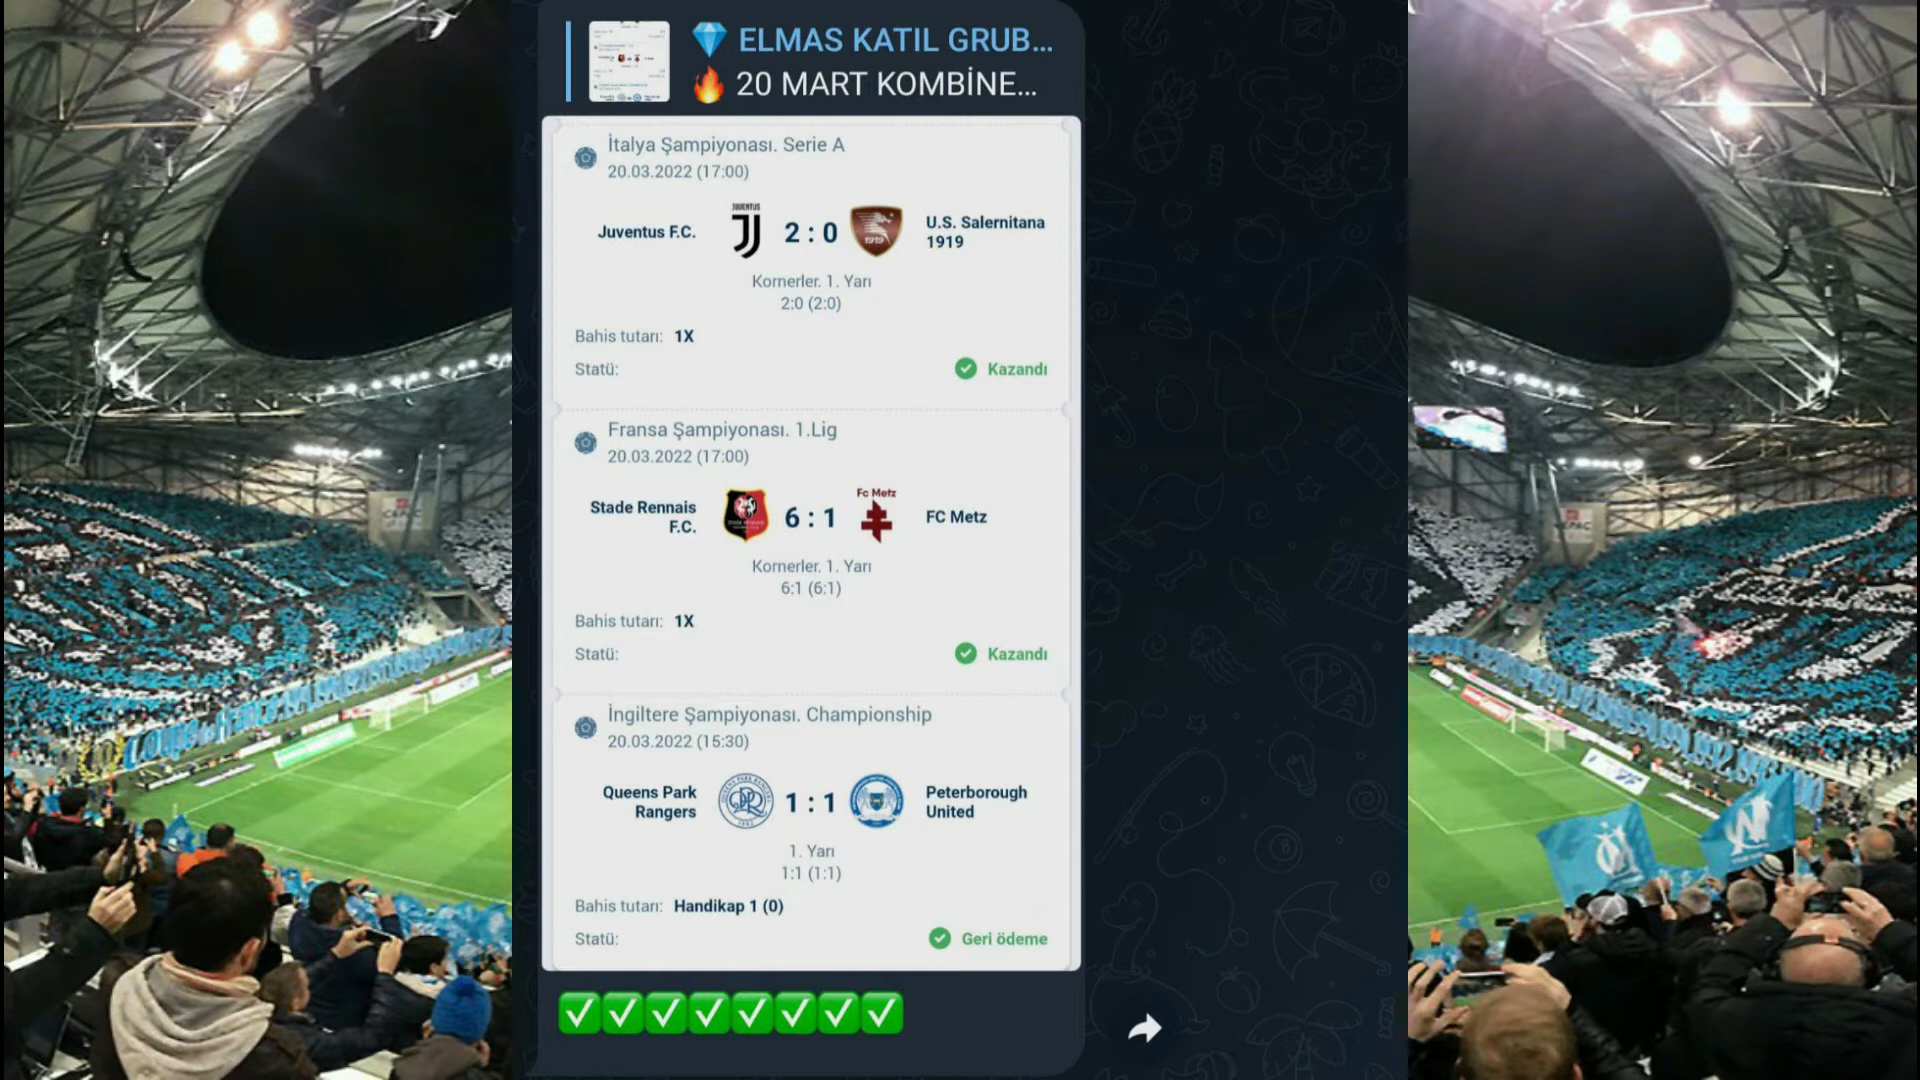 💎 ELMAS KATIL GRUB...
🔥 20 MART KOMBİNE...
İtalya Şampiyonası. Serie A
20.03.2022 (17:00)
Juventus F.C.
JUVENTUS
2 : 0
1919
U.S. Salernitana
1919
Kornerler. 1. Yarı
2:0 (2:0)
Bahis tutarı: 1X
Statü:
Kazandı
Fransa Şampiyonası. 1.Lig
20.03.2022 (17:00)
Stade Rennais
F.C.
6 : 1
Fc Metz
FC Metz
Kornerler. 1. Yarı
6:1 (6:1)
Bahis tutarı: 1X
Statü:
Kazandı
İngiltere Şampiyonası. Championship
20.03.2022 (15:30)
Queens Park
Rangers
1 : 1
Peterborough
United
1. Yarı
1:1 (1:1)
Bahis tutarı: Handikap 1 (0)
Statü:
Geri ödeme